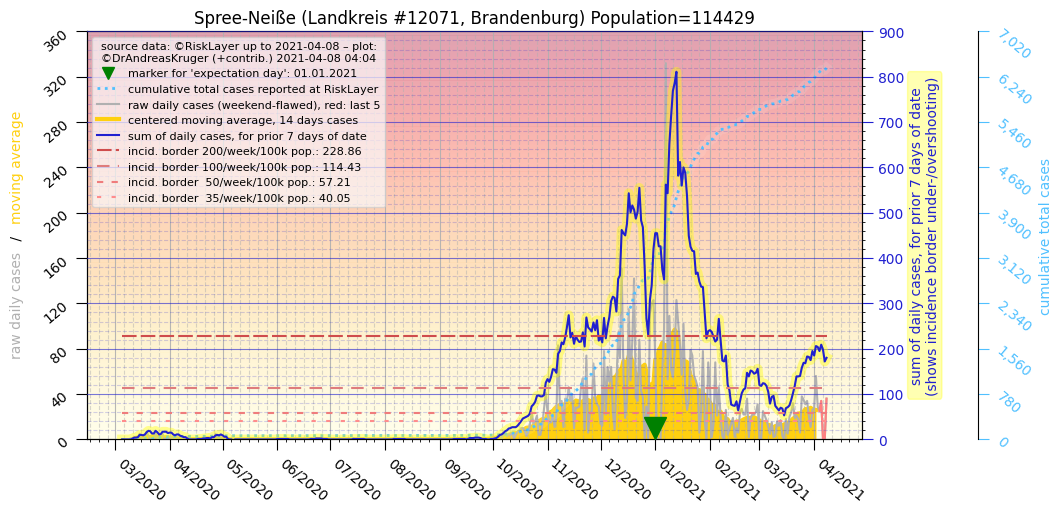 Spree-Neiße (Landkreis #12071, Brandenburg) Population=114429
source data: ©RiskLayer up to 2021-04-08 – plot:
©DrAndreasKruger (+contrib.) 2021-04-08 04:04
marker for 'expectation day': 01.01.2021
cumulative total cases reported at RiskLayer
raw daily cases (weekend-flawed), red: last 5
centered moving average, 14 days cases
sum of daily cases, for prior 7 days of date
incid. border 200/week/100k pop.: 228.86
incid. border 100/week/100k pop.: 114.43
incid. border  50/week/100k pop.: 57.21
incid. border  35/week/100k pop.: 40.05
raw daily cases  /  moving average
360
320
280
240
200
160
120
80
40
0
03/2020
04/2020
05/2020
06/2020
07/2020
08/2020
09/2020
10/2020
11/2020
12/2020
01/2021
02/2021
03/2021
04/2021
900
800
700
600
500
400
300
200
100
0
sum of daily cases, for prior 7 days of date
(shows incidence border under-/overshooting)
7,020
6,240
5,460
4,680
3,900
3,120
2,340
1,560
780
0
cumulative total cases